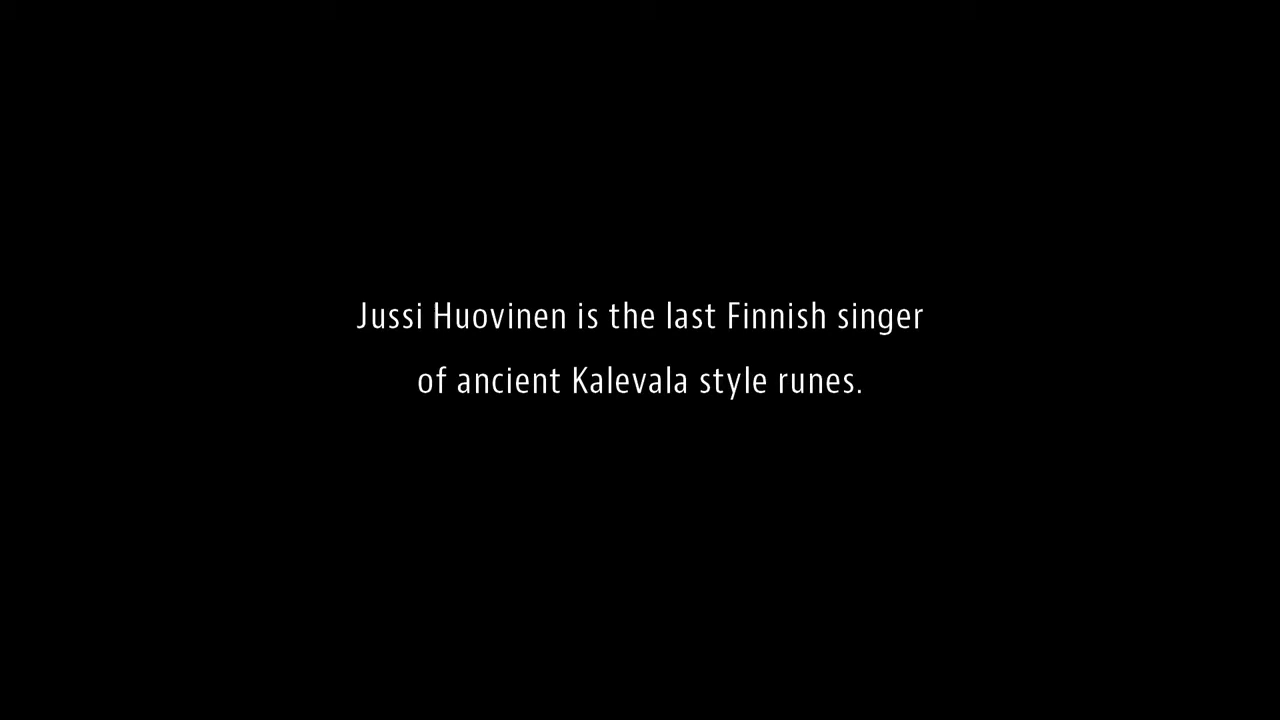 Jussi Huovinen is the last Finnish singer
of ancient Kalevala style runes.